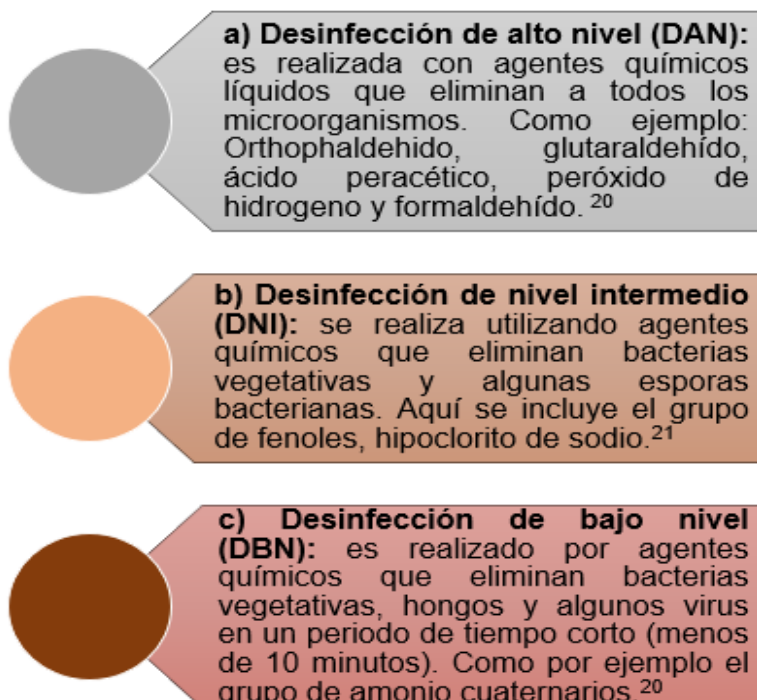 a) Desinfección de alto nivel (DAN):
es realizada con agentes químicos
líquidos que eliminan a todos los
microorganismos. Como ejemplo:
Orthophaldehido, glutaraldehído,
ácido peracético, peróxido de
hidrogeno y formaldehído. ²⁰
b) Desinfección de nivel intermedio
(DNI): se realiza utilizando agentes
químicos que eliminan bacterias
vegetativas y algunas esporas
bacterianas. Aquí se incluye el grupo
de fenoles, hipoclorito de sodio.²¹
c) Desinfección de bajo nivel
(DBN): es realizado por agentes
químicos que eliminan bacterias
vegetativas, hongos y algunos virus
en un periodo de tiempo corto (menos
de 10 minutos). Como por ejemplo el
grupo de amonio cuaternarios.²⁰